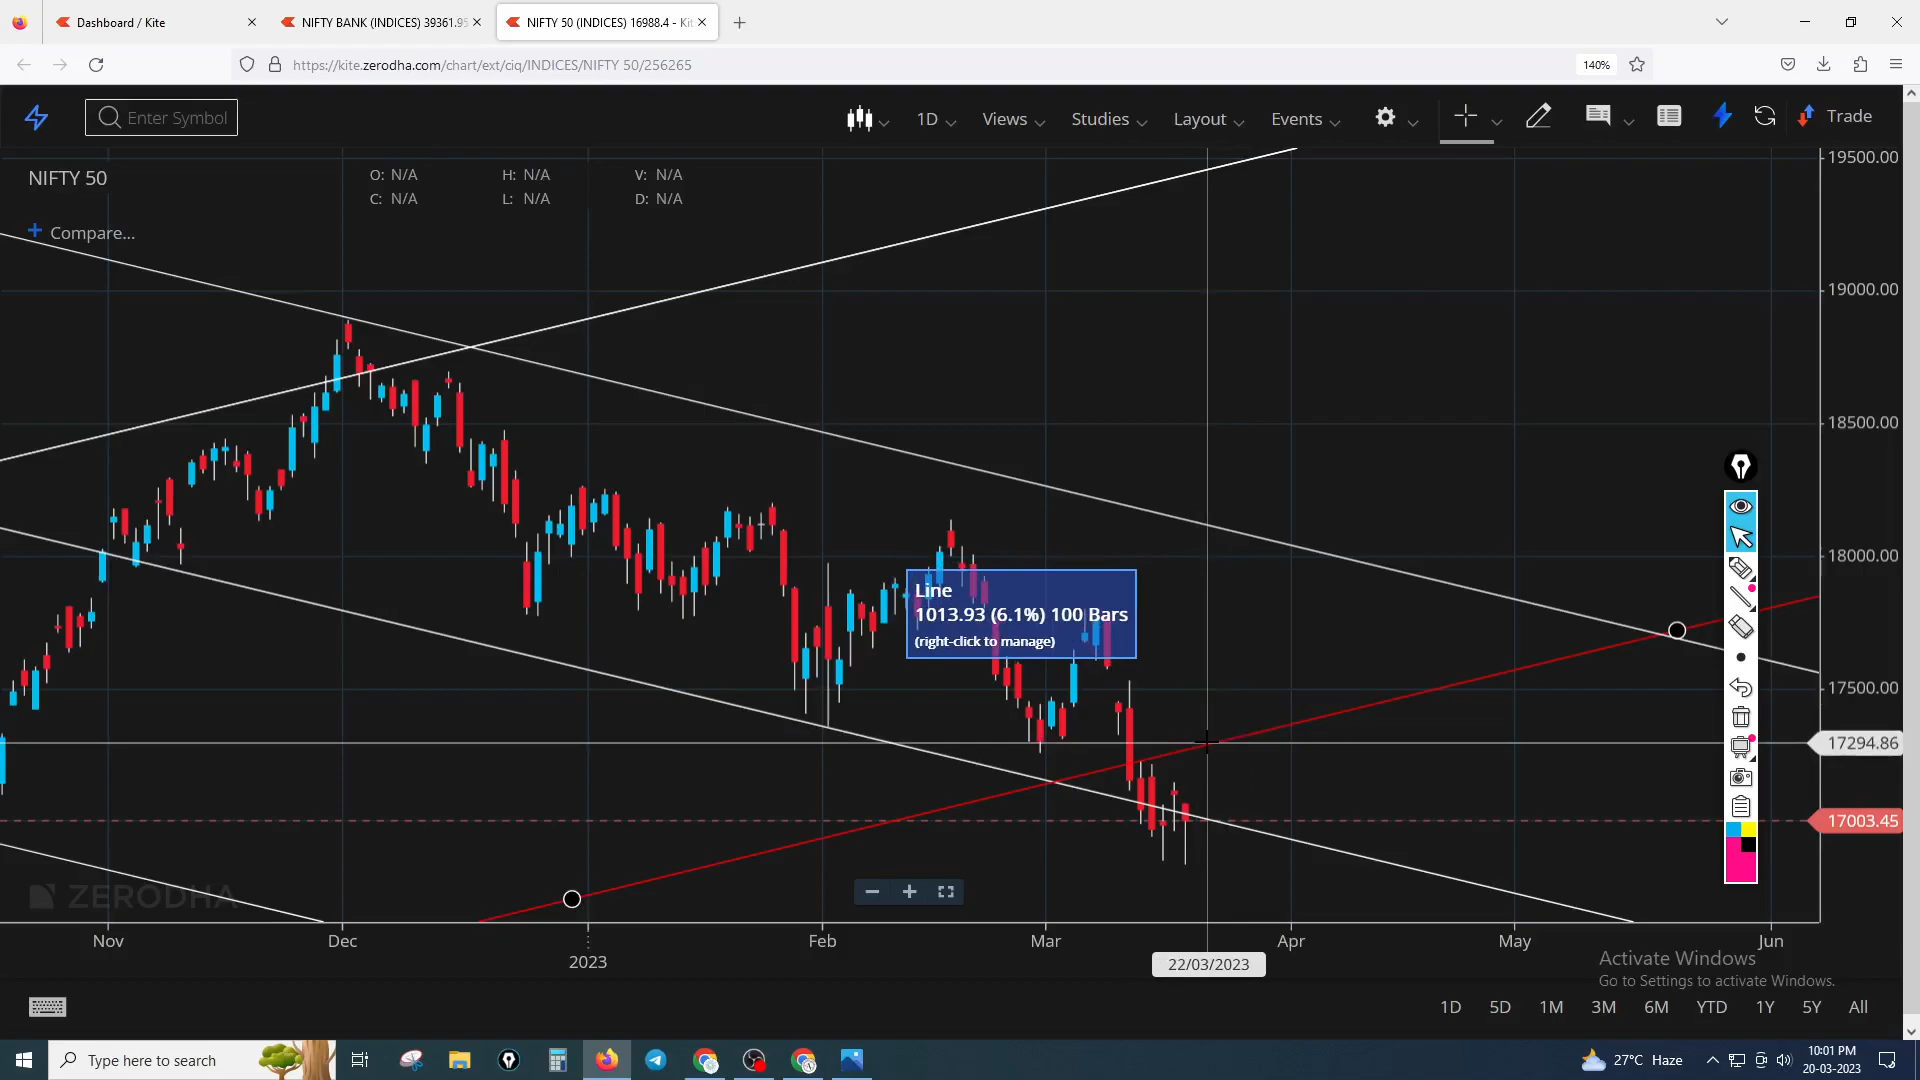 Dashboard / Kite
NIFTY BANK (INDICES) 39361.95
NIFTY 50 (INDICES) 16988.4 - Kit
https://kite.zerodha.com/chart/ext/ciq/INDICES/NIFTY 50/256265
140%
Enter Symbol
1D
Views
Studies
Layout
Events
Trade
NIFTY 50
O: N/A
H: N/A
V: N/A
C: N/A
L: N/A
D: N/A
+ Compare...
19500.00
19000.00
18500.00
18000.00
17500.00
17294.86
17003.45
Line
1013.93 (6.1%) 100 Bars
(right-click to manage)
ZERODHA
Nov
Dec
2023
Feb
Mar
Apr
May
Jun
22/03/2023
Activate Windows
Go to Settings to activate Windows.
1D
5D
1M
3M
6M
YTD
1Y
5Y
All
Type here to search
27°C Haze
10:01 PM
20-03-2023